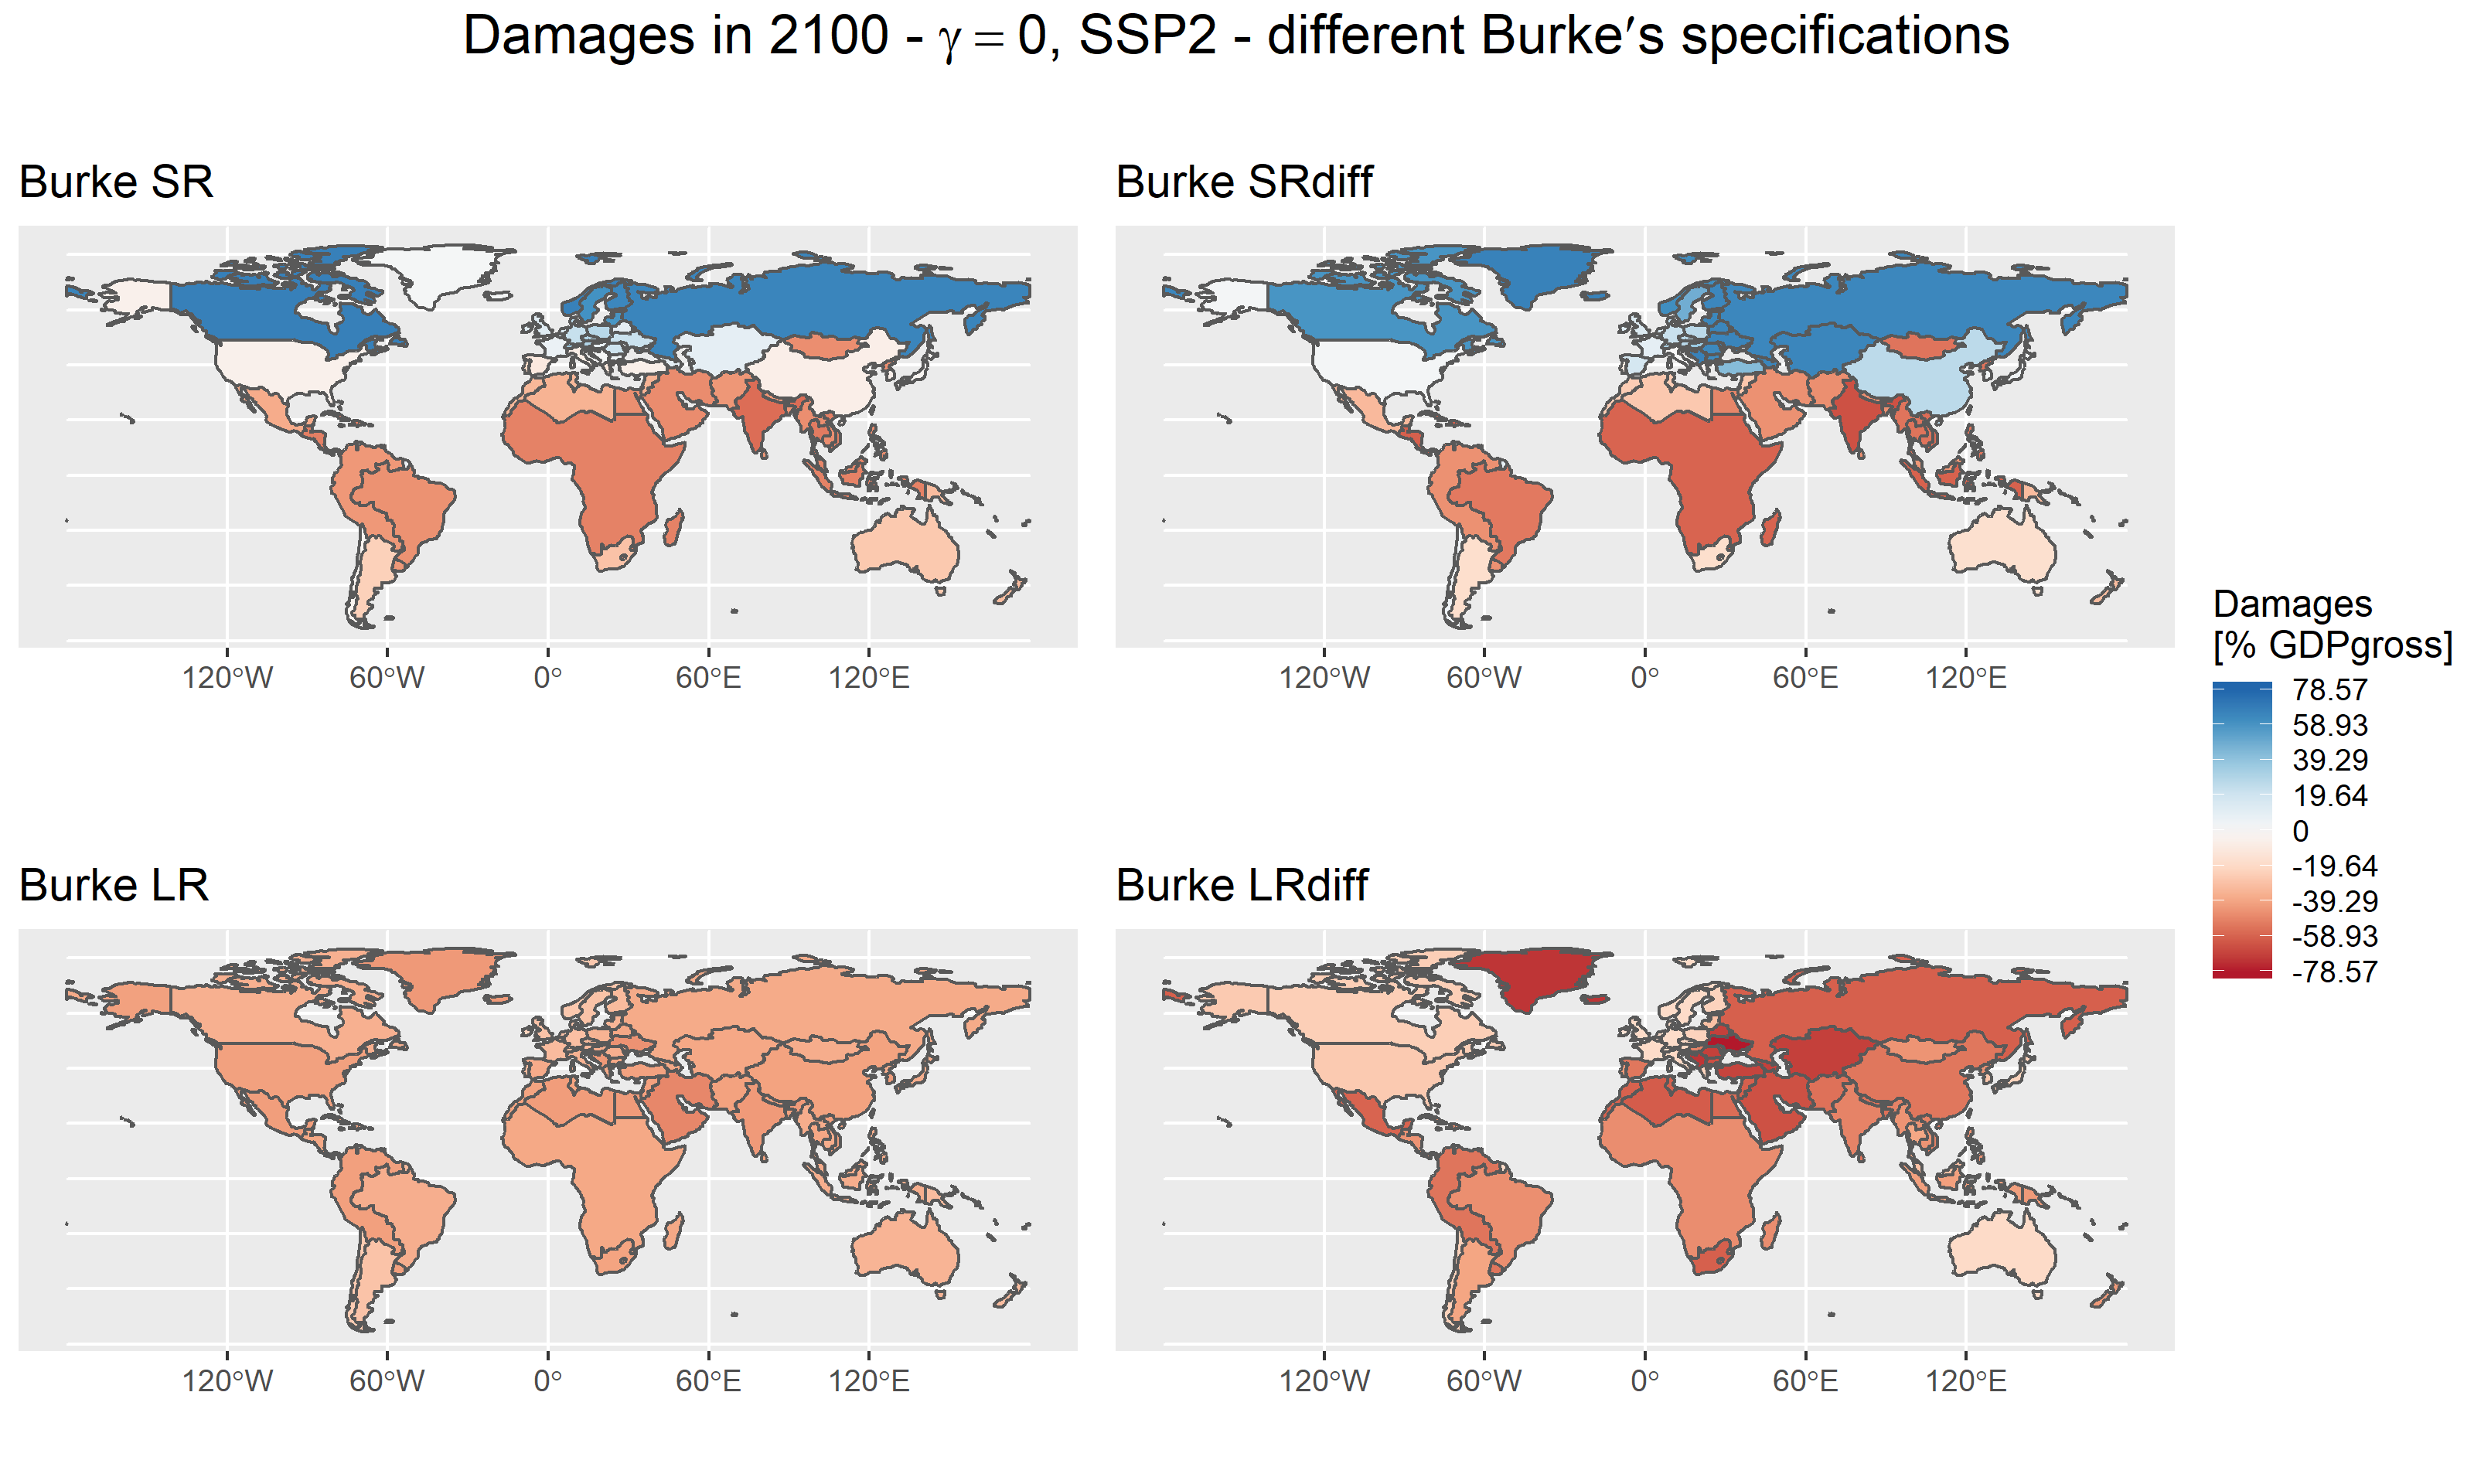 Damages in 2100 - γ = 0, SSP2 - different Burke′s specifications
Burke SR
Burke SRdiff
120°W 60°W 0° 60°E 120°E
120°W 60°W 0° 60°E 120°E
Burke LR
Burke LRdiff
120°W 60°W 0° 60°E 120°E
120°W 60°W 0° 60°E 120°E
Damages
[% GDPgross]
78.57
58.93
39.29
19.64
0
-19.64
-39.29
-58.93
-78.57